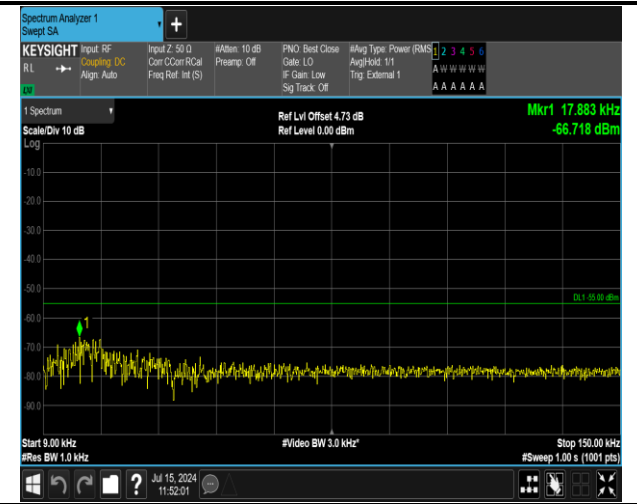 Spectrum Analyzer 1
Swept SA
+
KEYSIGHT
RL
Input: RF
Coupling: DC
Align: Auto
Input Z: 50 Ω
Corr CCorr RCal
Freq Ref: Int (S)
#Atten: 10 dB
Preamp: Off
PNO: Best Close
Gate: LO
IF Gain: Low
Sig Track: Off
#Avg Type: Power (RMS
Avg|Hold: 1/1
Trig: External 1
1 2 3 4 5 6
A W W W W W
A A A A A A
1 Spectrum
Scale/Div 10 dB
Log
Ref Lvl Offset 4.73 dB
Ref Level 0.00 dBm
Mkr1 17.883 kHz
-66.718 dBm
-10.0
-20.0
-30.0
-40.0
-50.0
DL1 -55.00 dBm
-60.0
1
-70.0
-80.0
-90.0
Start 9.00 kHz
#Res BW 1.0 kHz
#Video BW 3.0 kHz*
Stop 150.00 kHz
#Sweep 1.00 s (1001 pts)
?
Jul 15, 2024
11:52:01